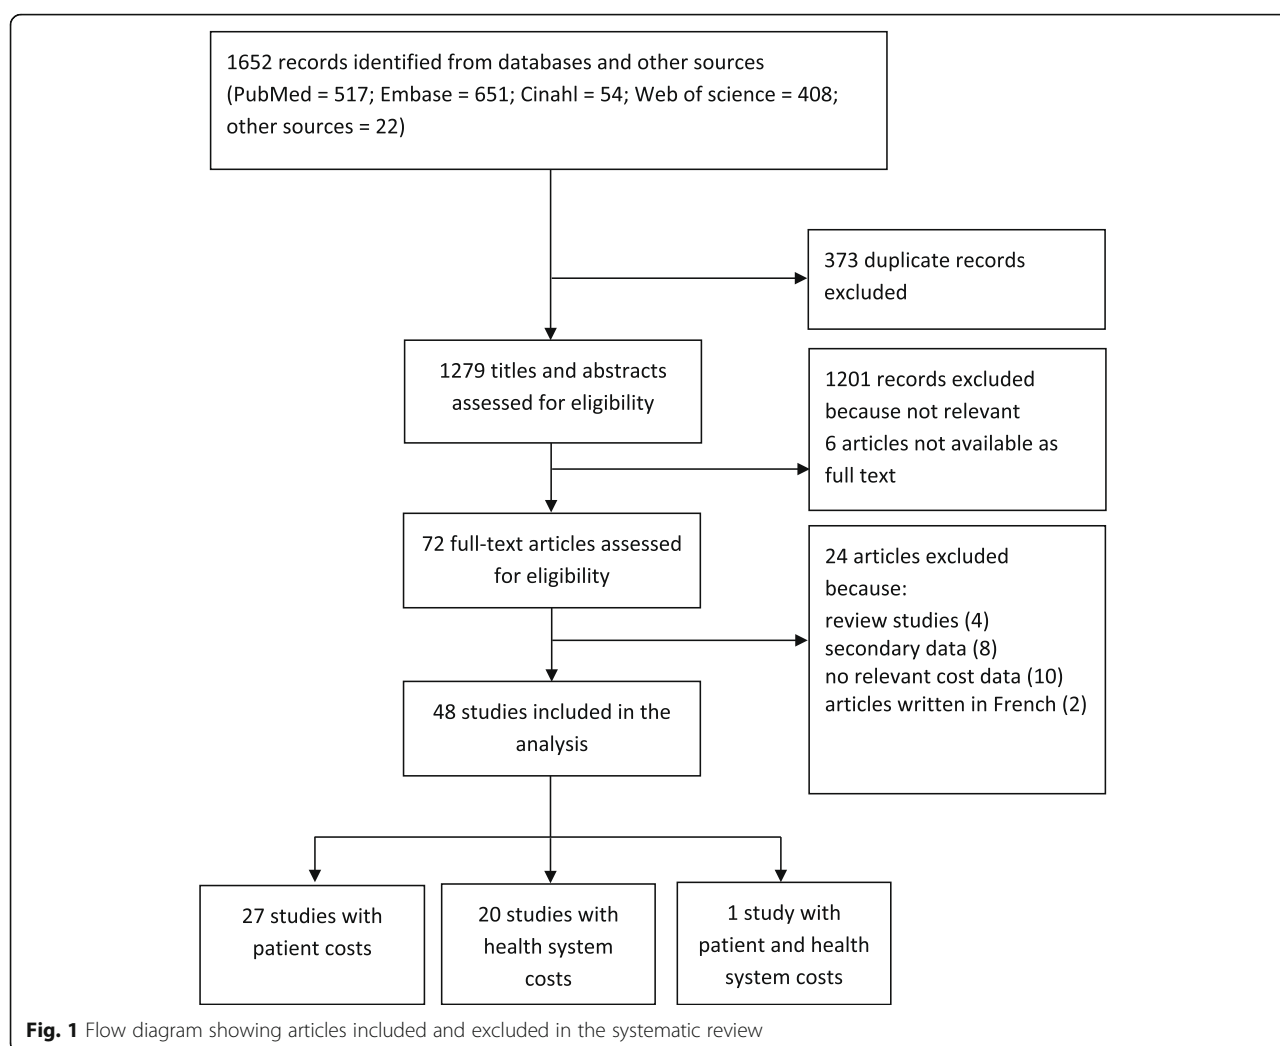 1652 records identified from databases and other sources
(PubMed = 517; Embase = 651; Cinahl = 54; Web of science = 408;
other sources = 22)
373 duplicate records
excluded
1279 titles and abstracts
assessed for eligibility
1201 records excluded
because not relevant
6 articles not available as
full text
72 full-text articles assessed
for eligibility
24 articles excluded
because:
review studies (4)
secondary data (8)
no relevant cost data (10)
articles written in French (2)
48 studies included in the
analysis
27 studies with
patient costs
20 studies with
health system
costs
1 study with
patient and health
system costs
Fig. 1 Flow diagram showing articles included and excluded in the systematic review